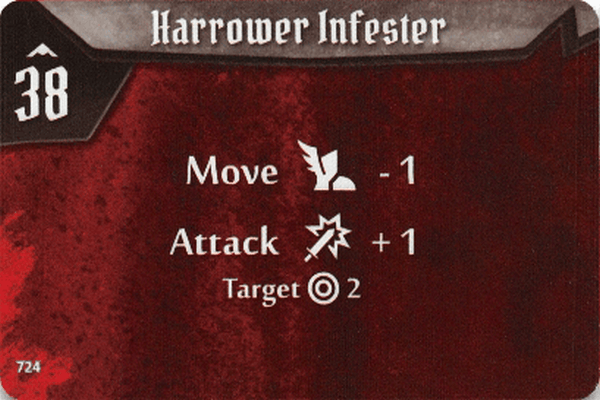 Harrower Infester
38
Move - 1
Attack + 1
Target 2
724